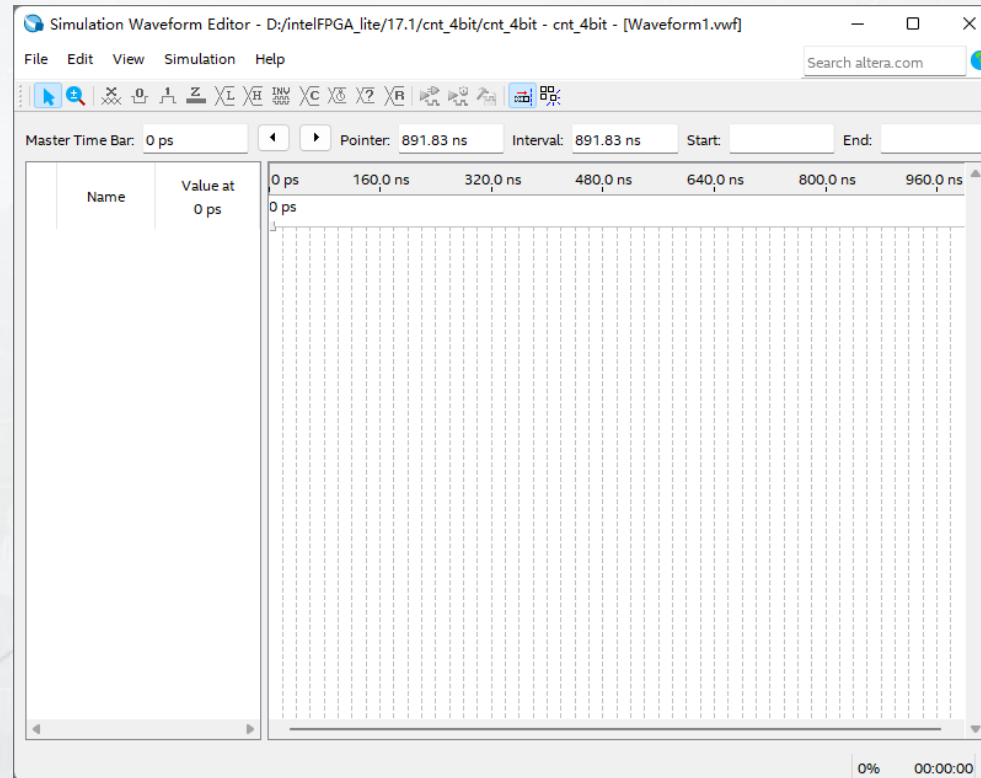 Simulation Waveform Editor - D:/intelFPGA_lite/17.1/cnt_4bit/cnt_4bit - cnt_4bit - [Waveform1.vwf]
File Edit View Simulation Help
Search altera.com
Master Time Bar: 0 ps Pointer: 891.83 ns Interval: 891.83 ns Start: End:
Name
Value at
0 ps
0 ps 160.0 ns 320.0 ns 480.0 ns 640.0 ns 800.0 ns 960.0 ns
0 ps
0% 00:00:00